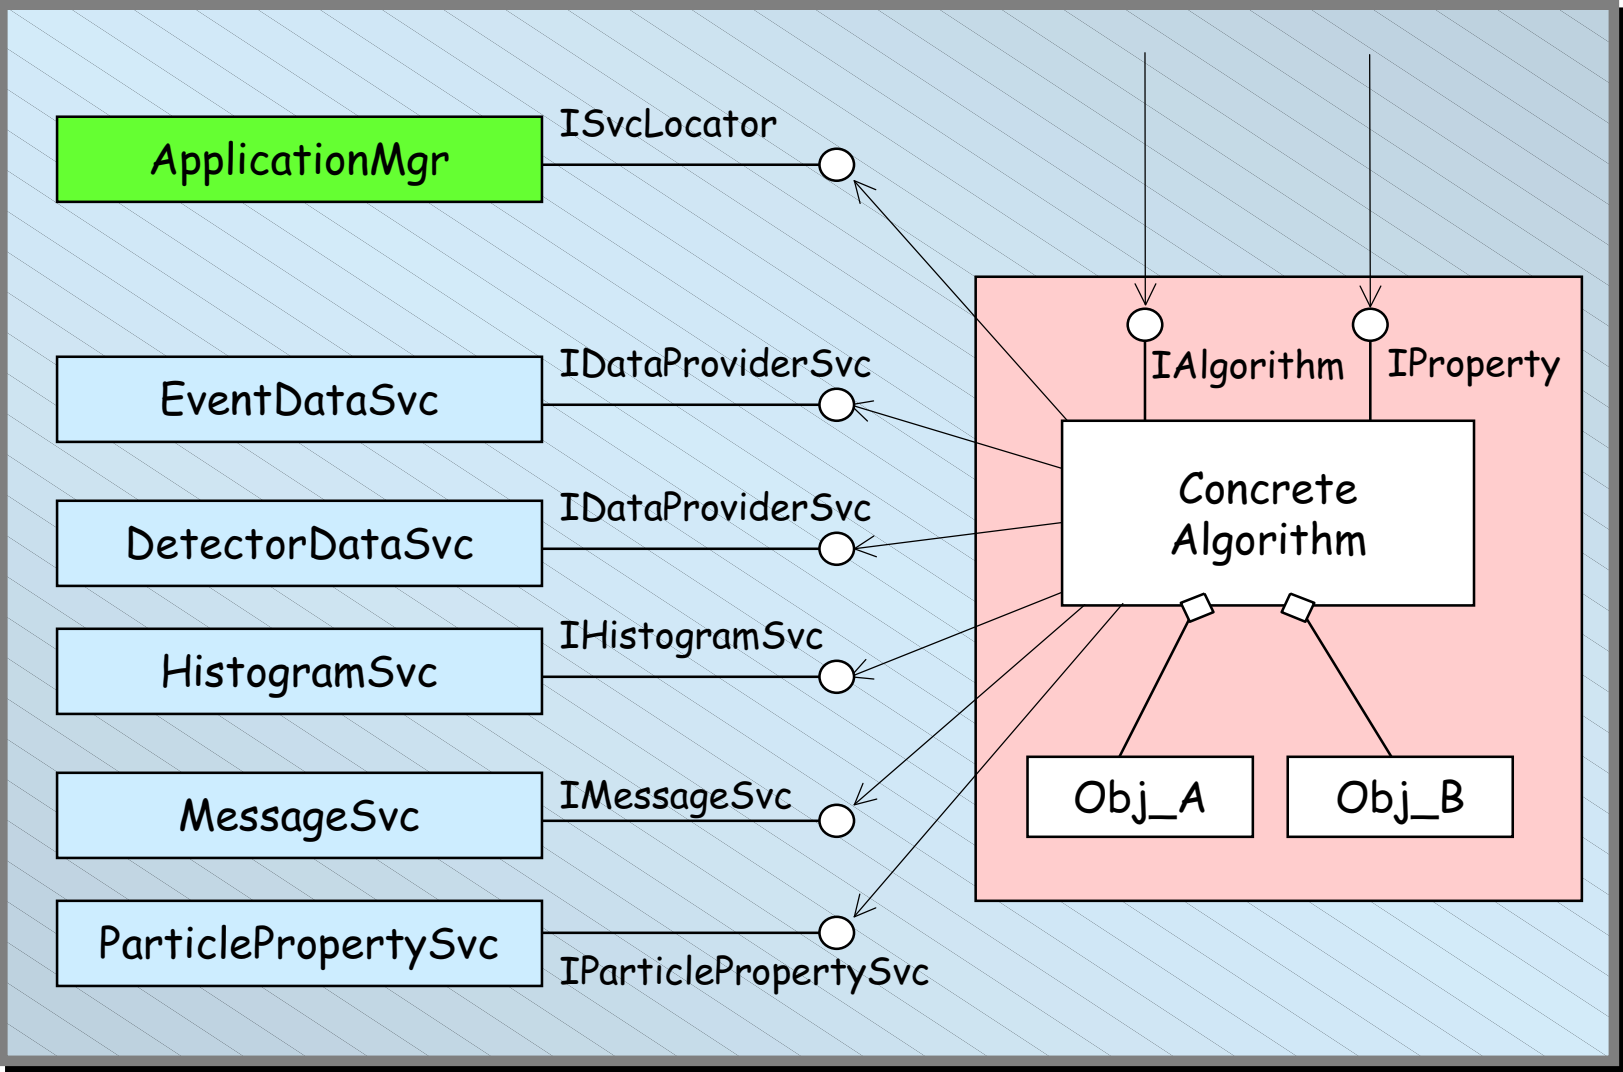 ISvcLocator
ApplicationMgr
IDataProviderSvc
EventDataSvc
IDataProviderSvc
DetectorDataSvc
IHistogramSvc
HistogramSvc
IMessageSvc
MessageSvc
ParticlePropertySvc
IParticlePropertySvc
IAlgorithm
IProperty
Concrete
Algorithm
Obj_A
Obj_B